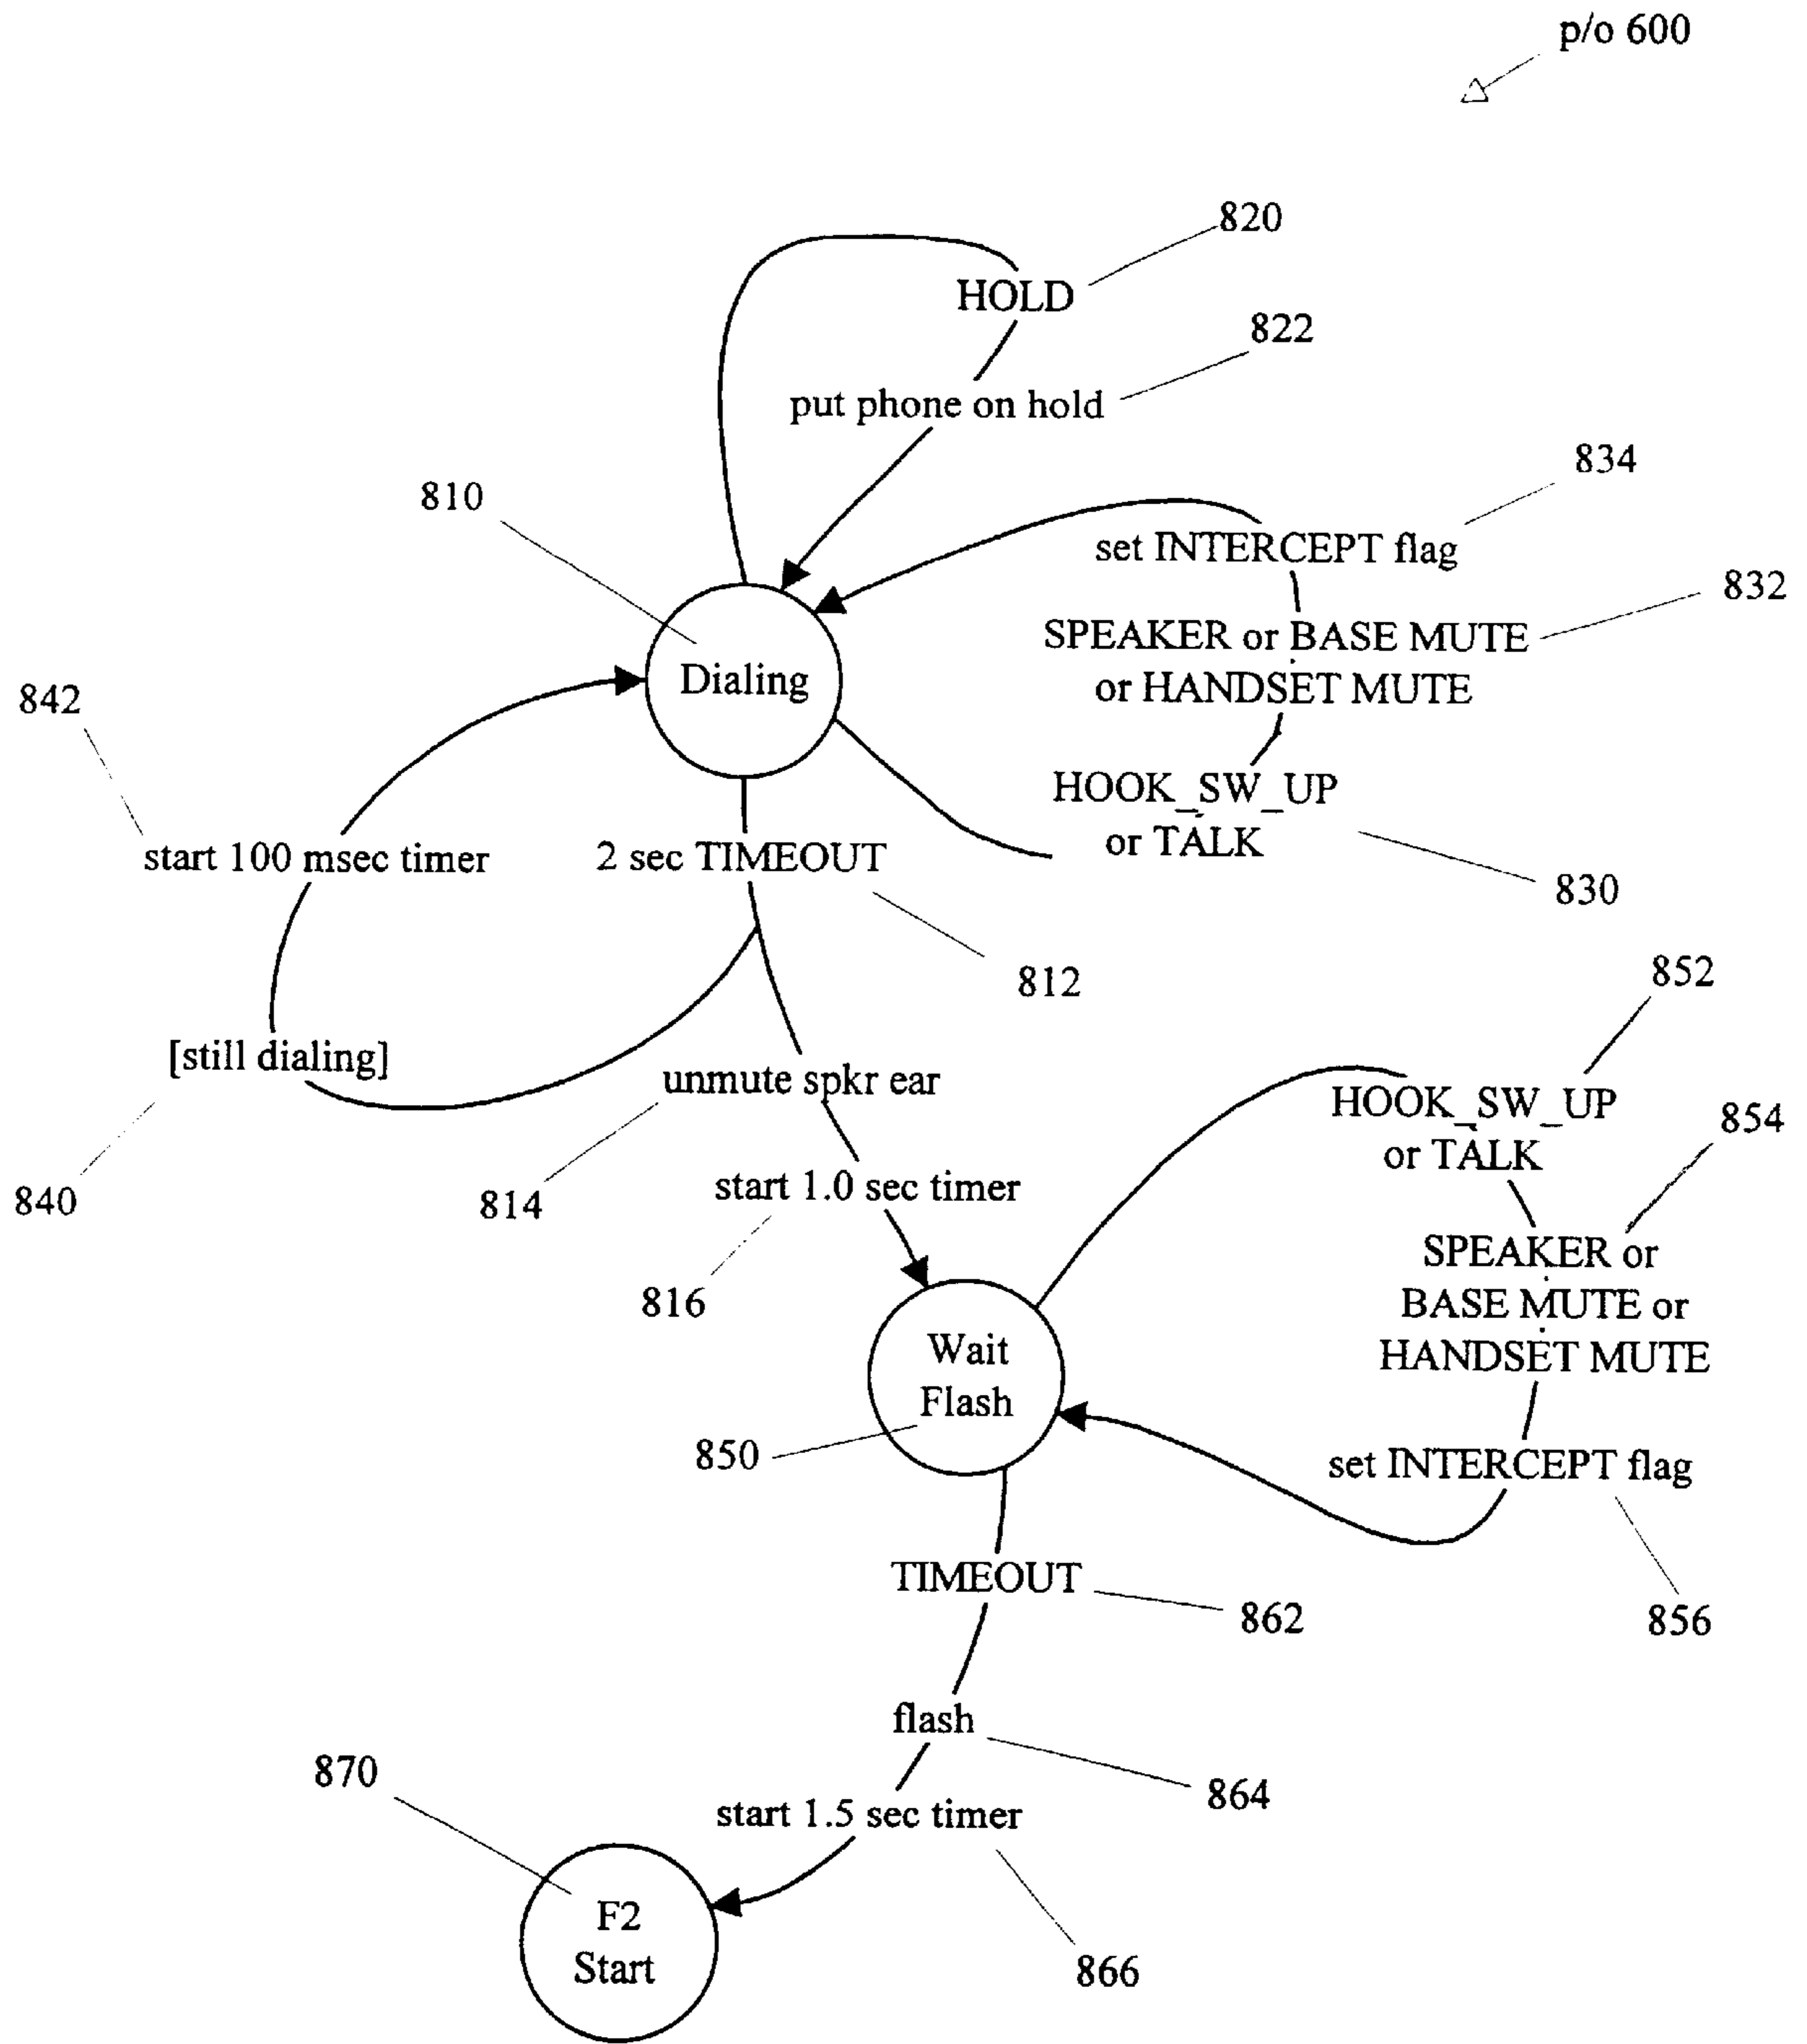 p/o 600
820
HOLD
822
put phone on hold
834
810
set INTERCEPT flag
832
SPEAKER or BASE MUTE
or HANDSET MUTE
Dialing
842
HOOK_SW_UP
or TALK
start 100 msec timer
2 sec TIMEOUT
830
812
852
[still dialing]
unmute spkr ear
HOOK_SW_UP
or TALK
854
840
814
start 1.0 sec timer
816
SPEAKER or
BASE MUTE or
HANDSET MUTE
Wait
Flash
850
set INTERCEPT flag
TIMEOUT
862
856
flash
870
864
start 1.5 sec timer
F2
Start
866